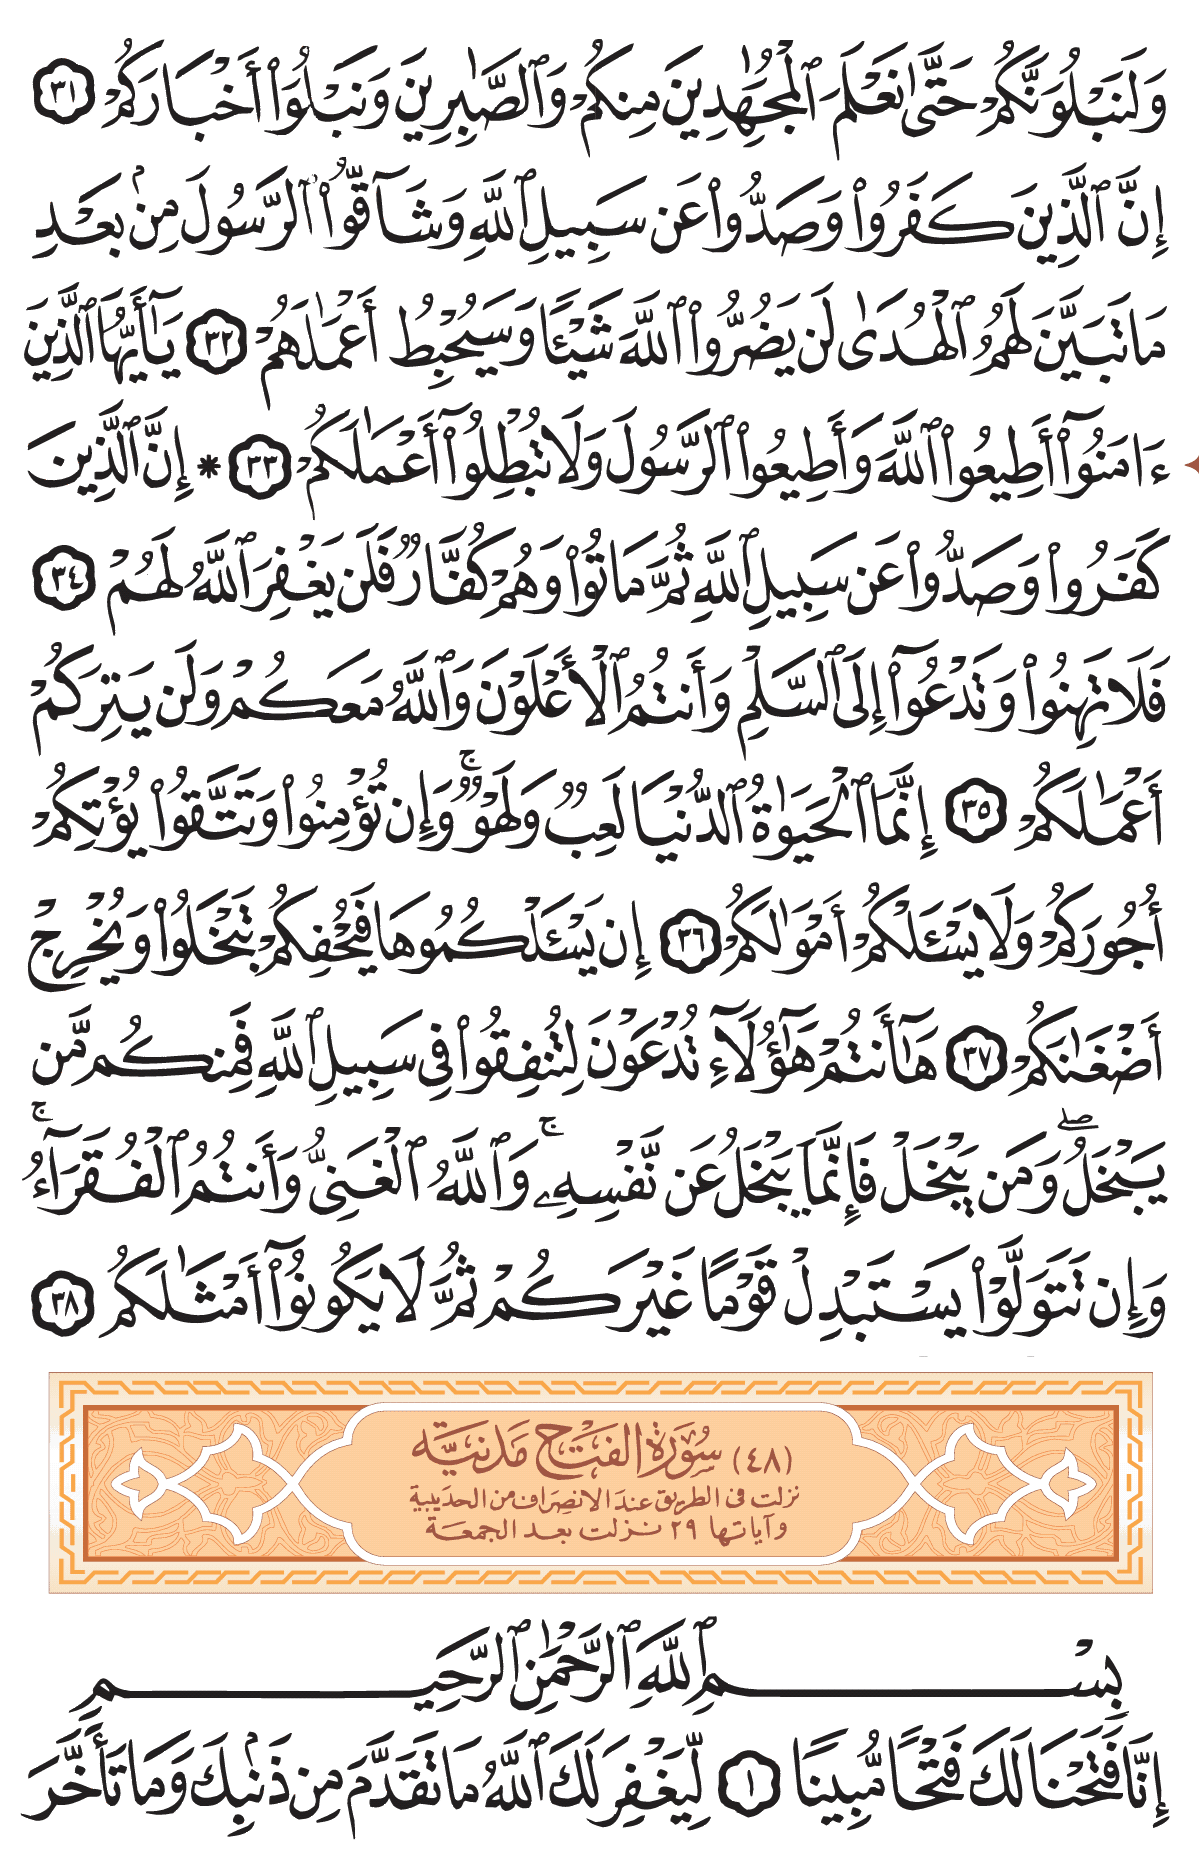 وَلَنَبْلُوَنَّكُمْ حَتَّىٰ نَعْلَمَ ٱلْمُجَٰهِدِينَ مِنكُمْ وَٱلصَّٰبِرِينَ وَنَبْلُوَا۟ أَخْبَارَكُمْ ٣١
إِنَّ ٱلَّذِينَ كَفَرُوا۟ وَصَدُّوا۟ عَن سَبِيلِ ٱللَّهِ وَشَآقُّوا۟ ٱلرَّسُولَ مِنۢ بَعْدِ
مَا تَبَيَّنَ لَهُمُ ٱلْهُدَىٰ لَن يَضُرُّوا۟ ٱللَّهَ شَيْـًٔا وَسَيُحْبِطُ أَعْمَٰلَهُمْ ٣٢ يَٰٓأَيُّهَا ٱلَّذِينَ
ءَامَنُوٓا۟ أَطِيعُوا۟ ٱللَّهَ وَأَطِيعُوا۟ ٱلرَّسُولَ وَلَا تُبْطِلُوٓا۟ أَعْمَٰلَكُمْ ٣٣ * إِنَّ ٱلَّذِينَ
كَفَرُوا۟ وَصَدُّوا۟ عَن سَبِيلِ ٱللَّهِ ثُمَّ مَاتُوا۟ وَهُمْ كُفَّارٌ فَلَن يَغْفِرَ ٱللَّهُ لَهُمْ ٣٤
فَلَا تَهِنُوا۟ وَتَدْعُوٓا۟ إِلَى ٱلسَّلْمِ وَأَنتُمُ ٱلْأَعْلَوْنَ وَٱللَّهُ مَعَكُمْ وَلَن يَتِرَكُمْ
أَعْمَٰلَكُمْ ٣٥ إِنَّمَا ٱلْحَيَوٰةُ ٱلدُّنْيَا لَعِبٌ وَلَهْوٌ ۚ وَإِن تُؤْمِنُوا۟ وَتَتَّقُوا۟ يُؤْتِكُمْ
أُجُورَكُمْ وَلَا يَسْـَٔلْكُمْ أَمْوَٰلَكُمْ ٣٦ إِن يَسْـَٔلْكُمُوهَا فَيُحْفِكُمْ تَبْخَلُوا۟ وَيُخْرِجْ
أَضْغَٰنَكُمْ ٣٧ هَٰٓأَنتُمْ هَٰٓؤُلَآءِ تُدْعَوْنَ لِتُنفِقُوا۟ فِى سَبِيلِ ٱللَّهِ فَمِنكُم مَّن
يَبْخَلُ ۖ وَمَن يَبْخَلْ فَإِنَّمَا يَبْخَلُ عَن نَّفْسِهِۦ ۚ وَٱللَّهُ ٱلْغَنِىُّ وَأَنتُمُ ٱلْفُقَرَآءُ ۚ
وَإِن تَتَوَلَّوْا۟ يَسْتَبْدِلْ قَوْمًا غَيْرَكُمْ ثُمَّ لَا يَكُونُوٓا۟ أَمْثَٰلَكُم ٣٨
(٤٨) سُورَةُ الفَتْحِ مَدَنيَّة
نزلت فى الطريق عند الانصراف من الحديبية
وآياتها ٢٩ نزلت بعد الجمعة
بِسْمِ ٱللَّهِ ٱلرَّحْمَٰنِ ٱلرَّحِيمِ
إِنَّا فَتَحْنَا لَكَ فَتْحًا مُّبِينًا ١ لِّيَغْفِرَ لَكَ ٱللَّهُ مَا تَقَدَّمَ مِن ذَنۢبِكَ وَمَا تَأَخَّرَ